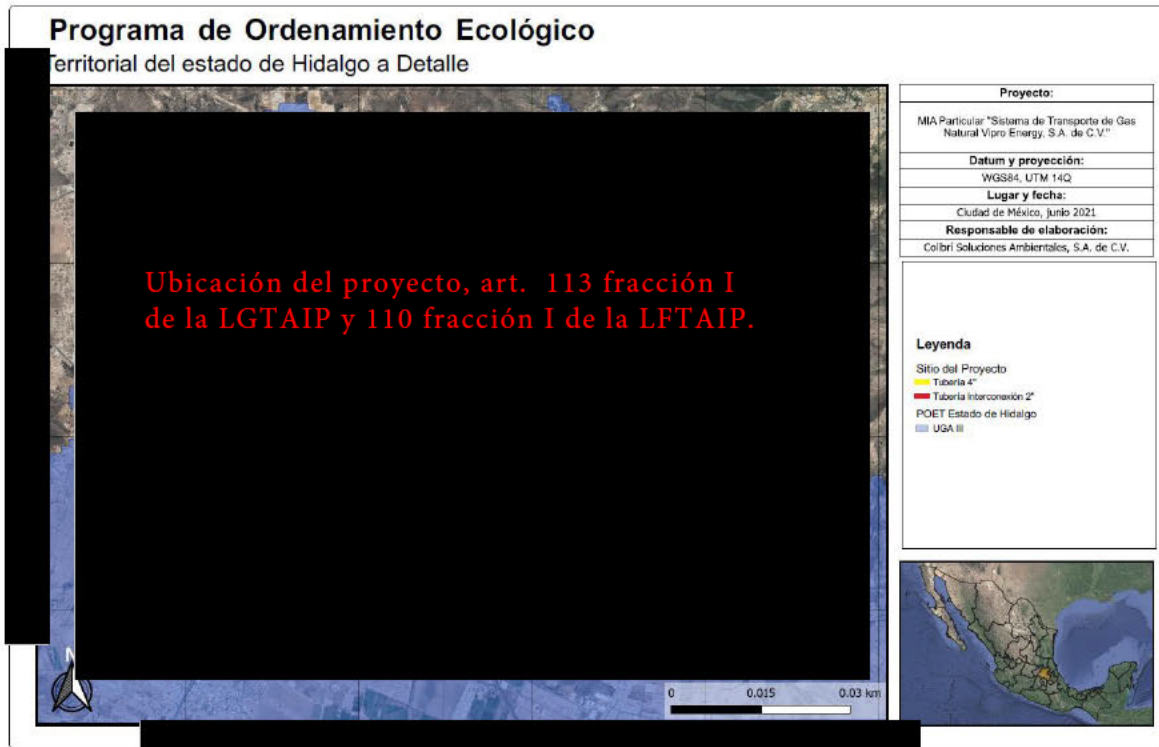 Programa de Ordenamiento Ecológico
Territorial del estado de Hidalgo a Detalle
Ubicación del proyecto, art. 113 fracción I
de la LGTAIP y 110 fracción I de la LFTAIP.
N
0 0.015 0.03 km
Proyecto:
MIA Particular "Sistema de Transporte de Gas
Natural Vipro Energy, S.A. de C.V."
Datum y proyección:
WGS84, UTM 14Q
Lugar y fecha:
Ciudad de México, junio 2021
Responsable de elaboración:
Colibrí Soluciones Ambientales, S.A. de C.V.
Leyenda
Sitio del Proyecto
Tubería 4"
Tubería Interconexión 2"
POET Estado de Hidalgo
UGA III